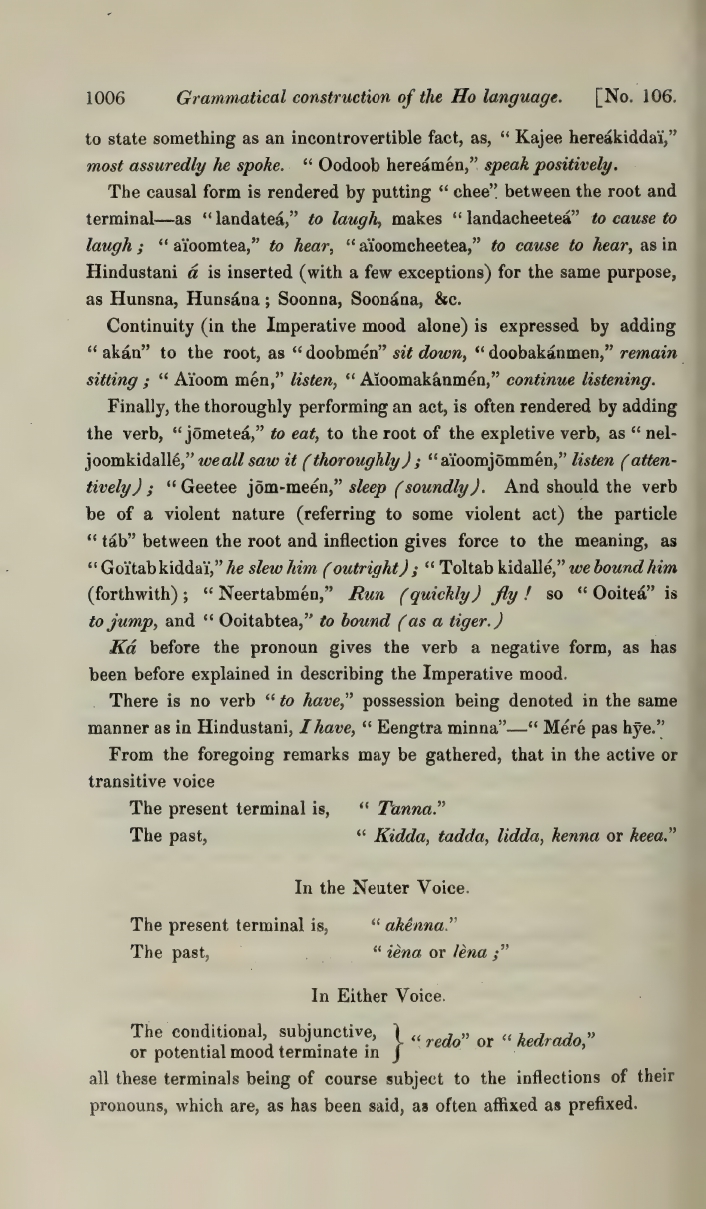 1006 Grammatical construction of the Ho language. [No. 106.
to state something as an incontrovertible fact, as, “ Kajee hereákiddaï,”
most assuredly he spoke. “ Oodoob hereámén,” speak positively.
The causal form is rendered by putting “ chee” between the root and
terminal—as “ landateá,” to laugh, makes “ landacheeteá” to cause to
laugh ; “ aïoomtea,” to hear, “ aïoomcheetea,” to cause to hear, as in
Hindustani á is inserted (with a few exceptions) for the same purpose,
as Hunsna, Hunsána ; Soonna, Soonána, &c.
Continuity (in the Imperative mood alone) is expressed by adding
“ akán” to the root, as “ doobmén” sit down, “ doobakánmen,” remain
sitting ; “ Aïoom mén,” listen, “ Aïoomakánmén,” continue listening.
Finally, the thoroughly performing an act, is often rendered by adding
the verb, “ jōmeteá,” to eat, to the root of the expletive verb, as “ nel-
joomkidallé,” we all saw it (thoroughly) ; “ aïoomjōmmén,” listen (atten-
tively) ; “ Geetee jōm-meén,” sleep (soundly). And should the verb
be of a violent nature (referring to some violent act) the particle
“ táb” between the root and inflection gives force to the meaning, as
“ Goïtabkiddaï,” he slew him (outright) ; “ Toltab kidallé,” we bound him
(forthwith) ; “ Neertabmén,” Run (quickly) fly ! so “ Ooiteá” is
to jump, and “ Ooitabtea,” to bound (as a tiger.)
Ká before the pronoun gives the verb a negative form, as has
been before explained in describing the Imperative mood.
There is no verb “ to have,” possession being denoted in the same
manner as in Hindustani, I have, “ Eengtra minna”—“ Méré pas hȳe.”
From the foregoing remarks may be gathered, that in the active or
transitive voice
The present terminal is, “ Tanna.”
The past, “ Kidda, tadda, lidda, kenna or keea.”
In the Neuter Voice.
The present terminal is, “ akênna.”
The past, “ ièna or lèna ;”
In Either Voice.
The conditional, subjunctive,
or potential mood terminate in } “ redo” or “ kedrado,”
all these terminals being of course subject to the inflections of their
pronouns, which are, as has been said, as often affixed as prefixed.